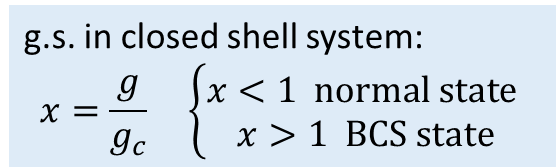 g.s. in closed shell system:
x = g / g_c { x < 1 normal state
x > 1 BCS state